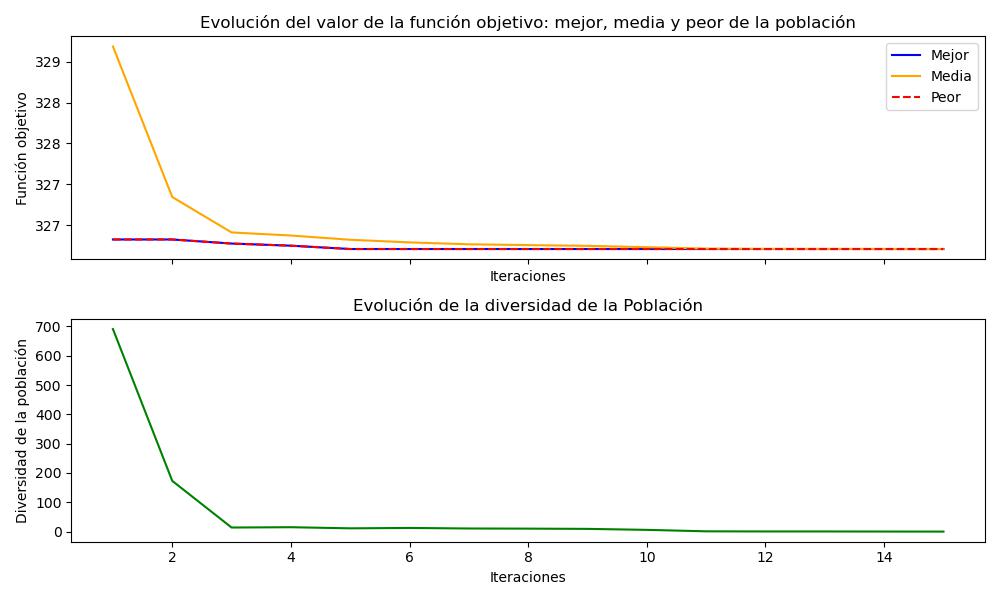 Evolución del valor de la función objetivo: mejor, media y peor de la población
Función objetivo
329
328
328
327
327
Mejor
Media
Peor
Iteraciones
Evolución de la diversidad de la Población
Diversidad de la población
700
600
500
400
300
200
100
0
2 4 6 8 10 12 14
Iteraciones